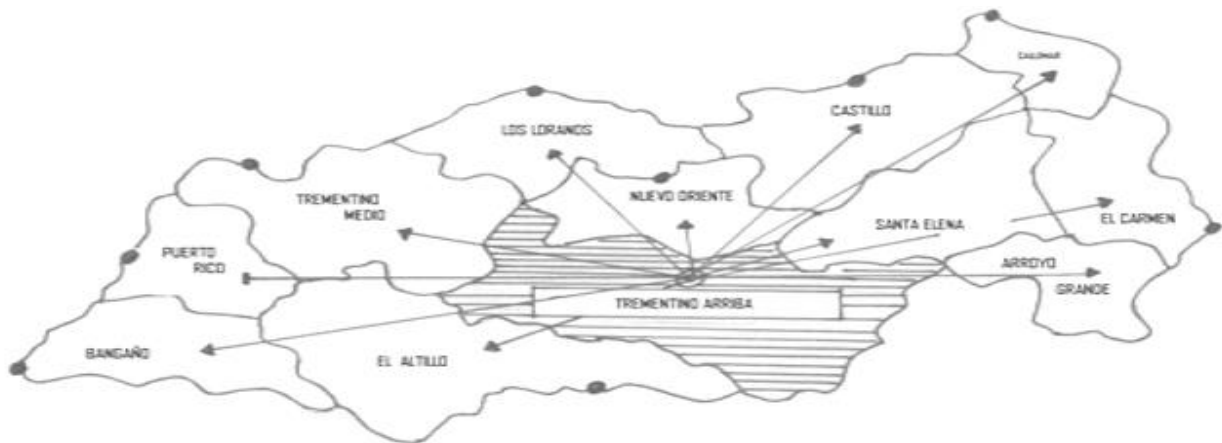 CAILOMAR
CASTILLO
LOS LORANOS
NUEVO ORIENTE
TREMENTINO
MEDIO
SANTA ELENA
EL CARMEN
PUERTO
RICO
ARROYO
GRANDE
TREMENTINO ARRIBA
BANGAÑO
EL ALTILLO